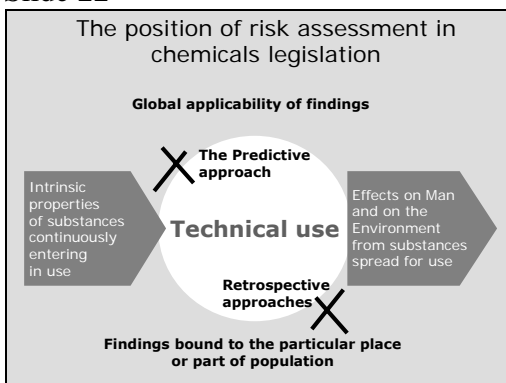 The position of risk assessment in
chemicals legislation
Global applicability of findings
The Predictive
approach
Intrinsic
properties
of substances
continuously
entering
in use
Technical use
Effects on Man
and on the
Environment
from substances
spread for use
Retrospective
approaches
Findings bound to the particular place
or part of population